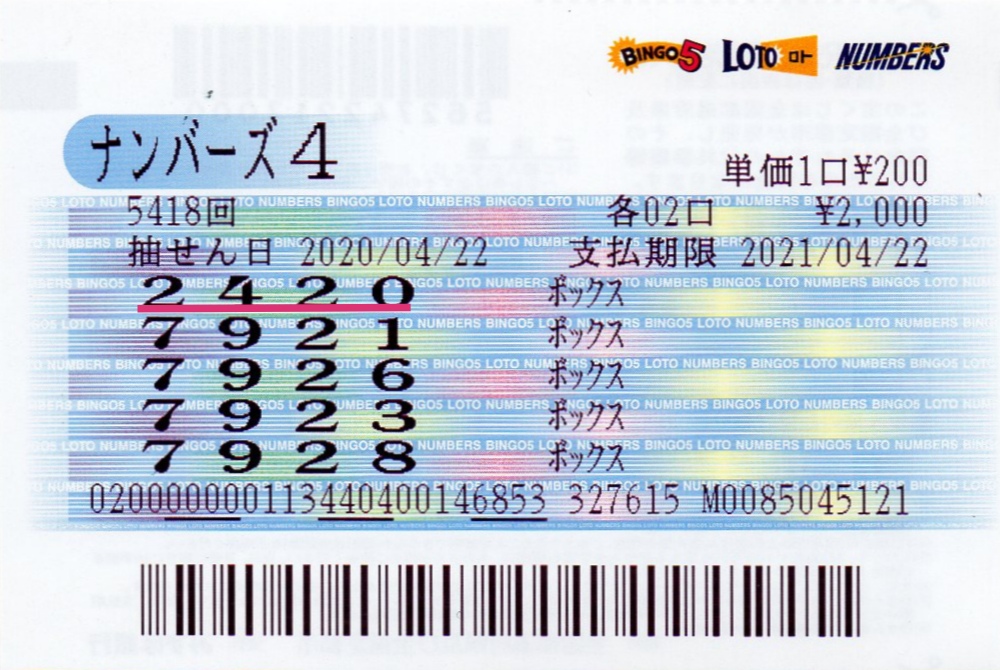 BINGO5 LOTO ロト NUMBERS
ナンバーズ4
単価1口¥200
5418回 各02口 ¥2,000
抽せん日 2020/04/22 支払期限 2021/04/22
2420 ボックス
7921 ボックス
7926 ボックス
7923 ボックス
7928 ボックス
020000000011344040014​6853 327615 M0085045121